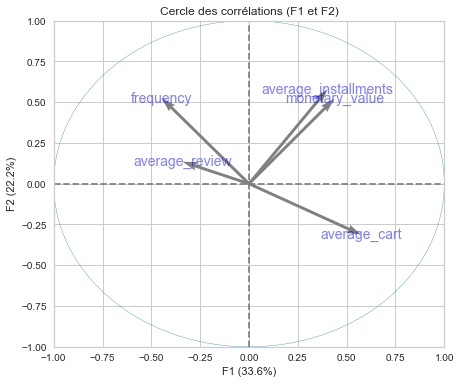 Cercle des corrélations (F1 et F2)
1.00
0.75
0.50
0.25
0.00
−0.25
−0.50
−0.75
−1.00
frequency
average_installments
monetary_value
average_review
average_cart
F2 (22.2%)
−1.00 −0.75 −0.50 −0.25 0.00 0.25 0.50 0.75 1.00
F1 (33.6%)